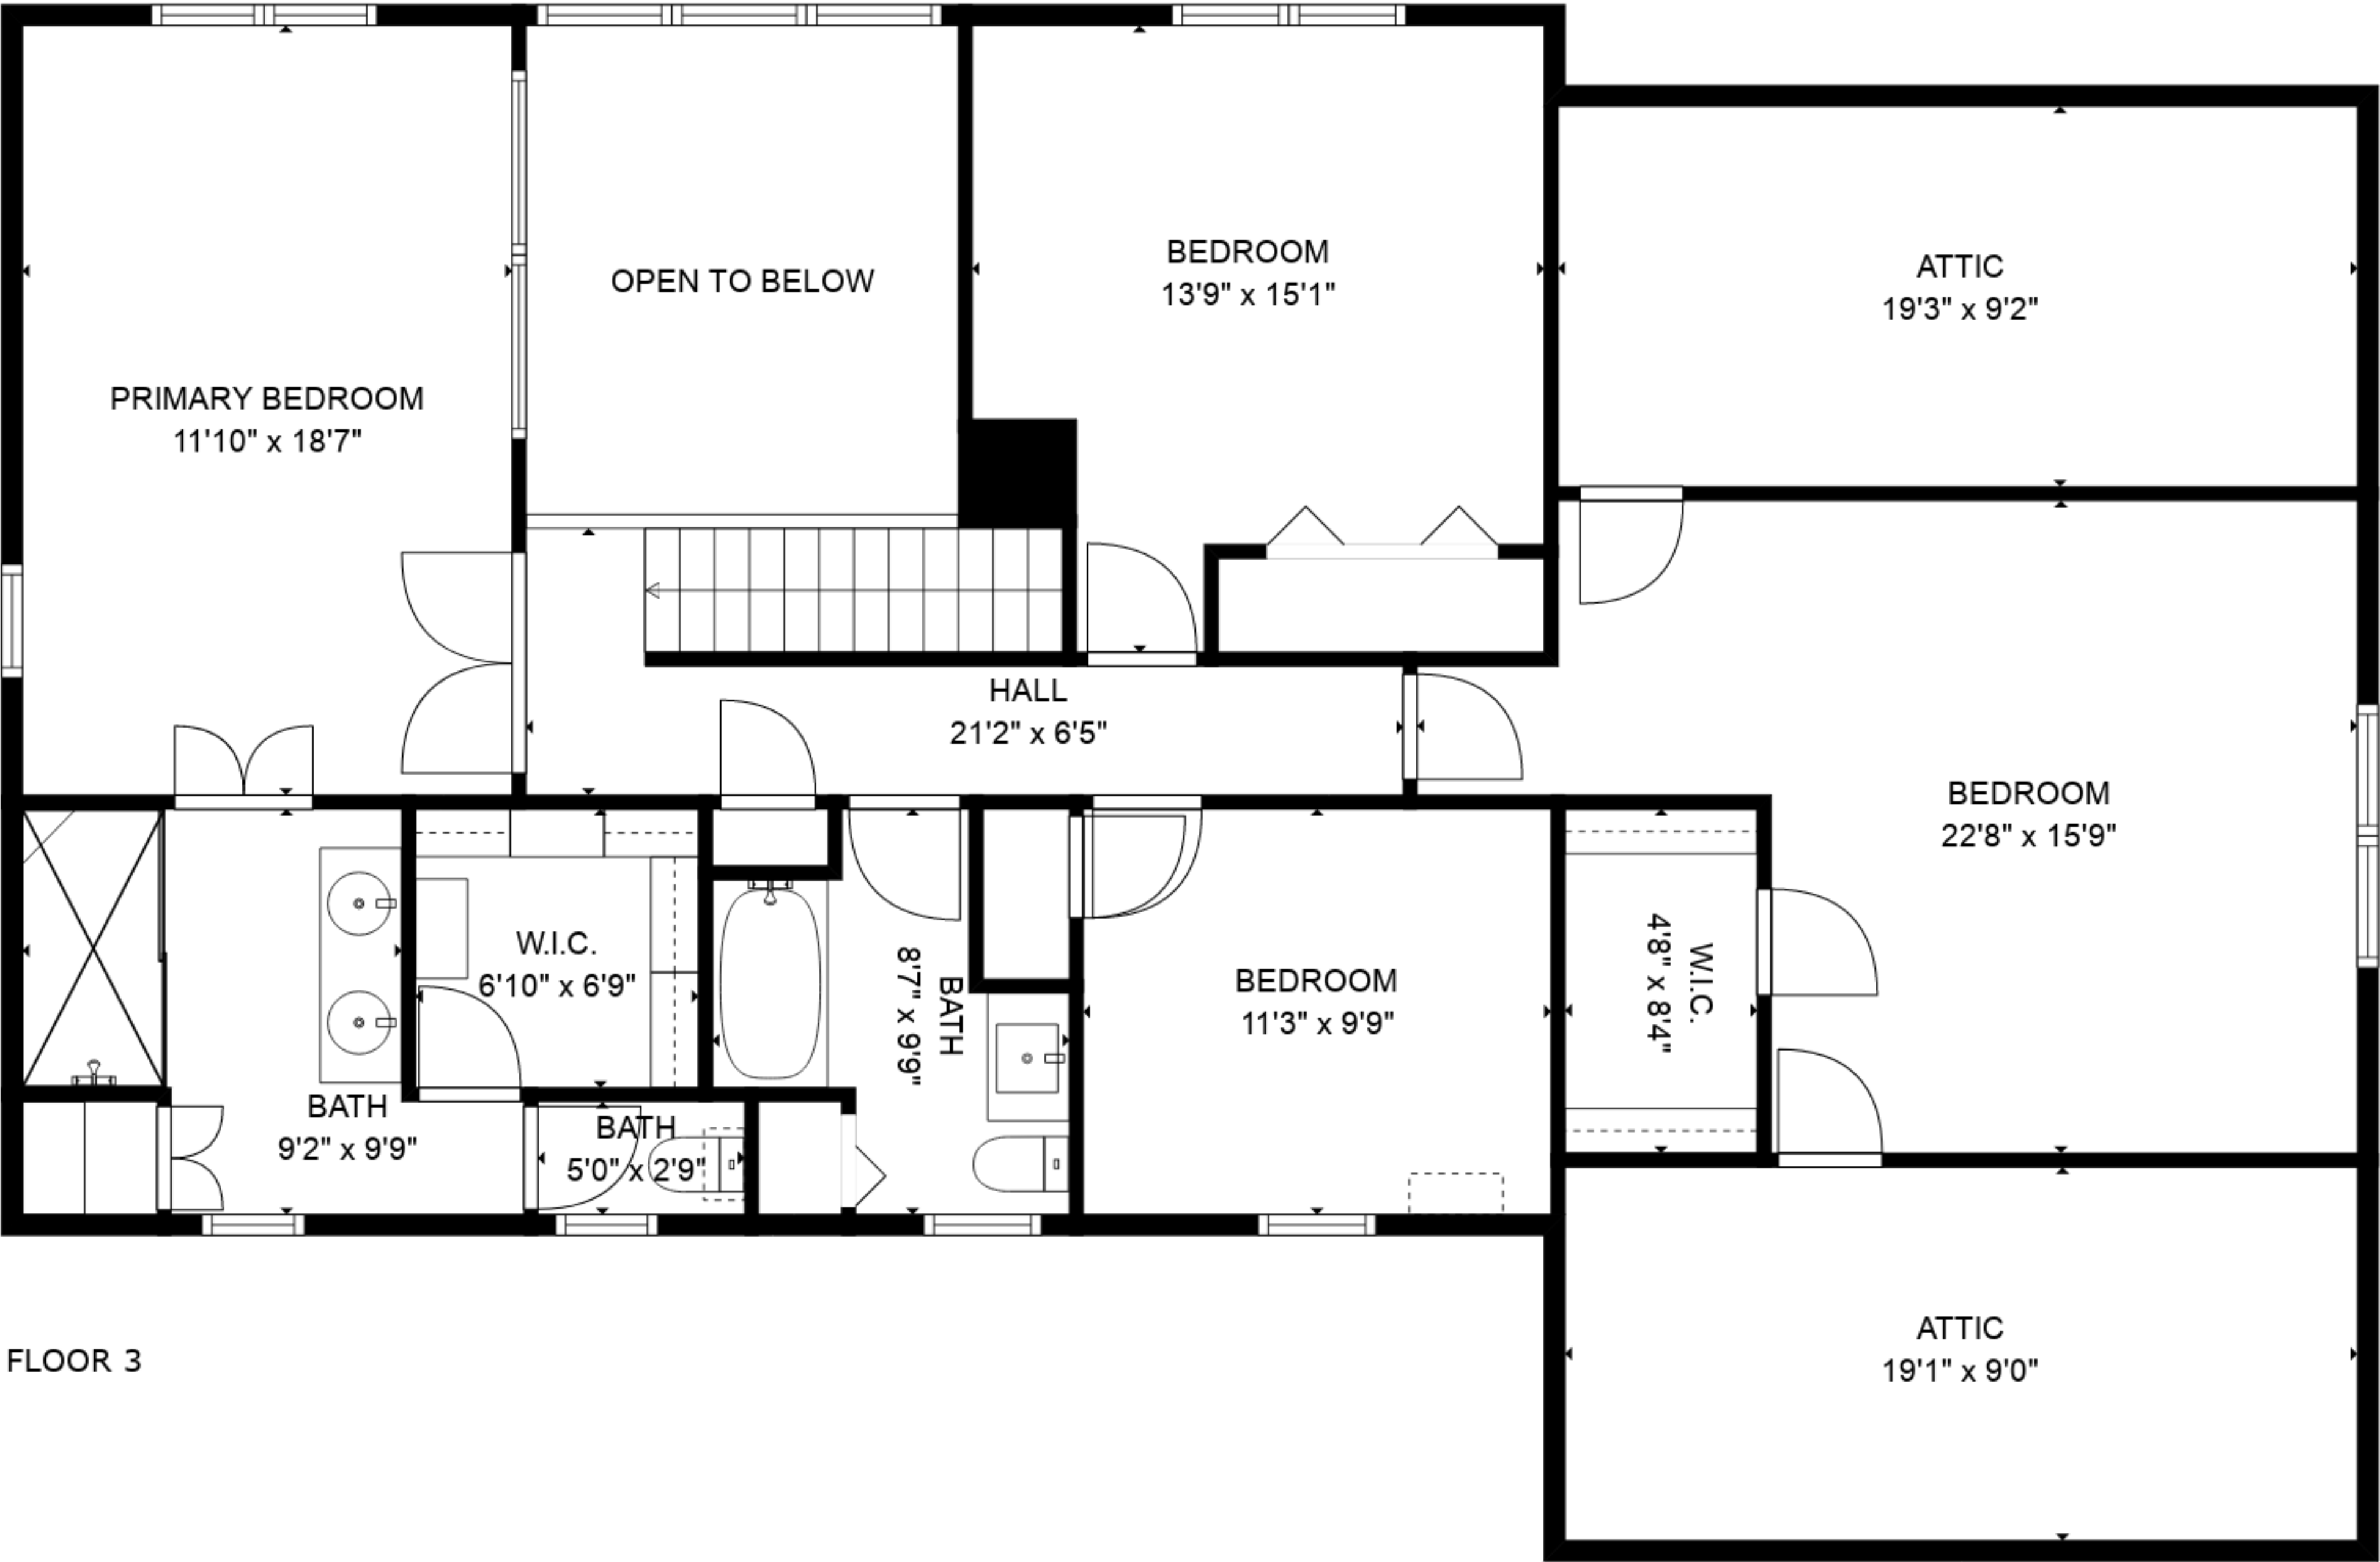 PRIMARY BEDROOM
11'10" x 18'7"
OPEN TO BELOW
BEDROOM
13'9" x 15'1"
ATTIC
19'3" x 9'2"
HALL
21'2" x 6'5"
BEDROOM
22'8" x 15'9"
W.I.C.
6'10" x 6'9"
BATH
8'7" x 9'9"
BEDROOM
11'3" x 9'9"
W.I.C.
4'8" x 8'4"
BATH
9'2" x 9'9"
BATH
5'0" x 2'9"
ATTIC
19'1" x 9'0"
FLOOR 3